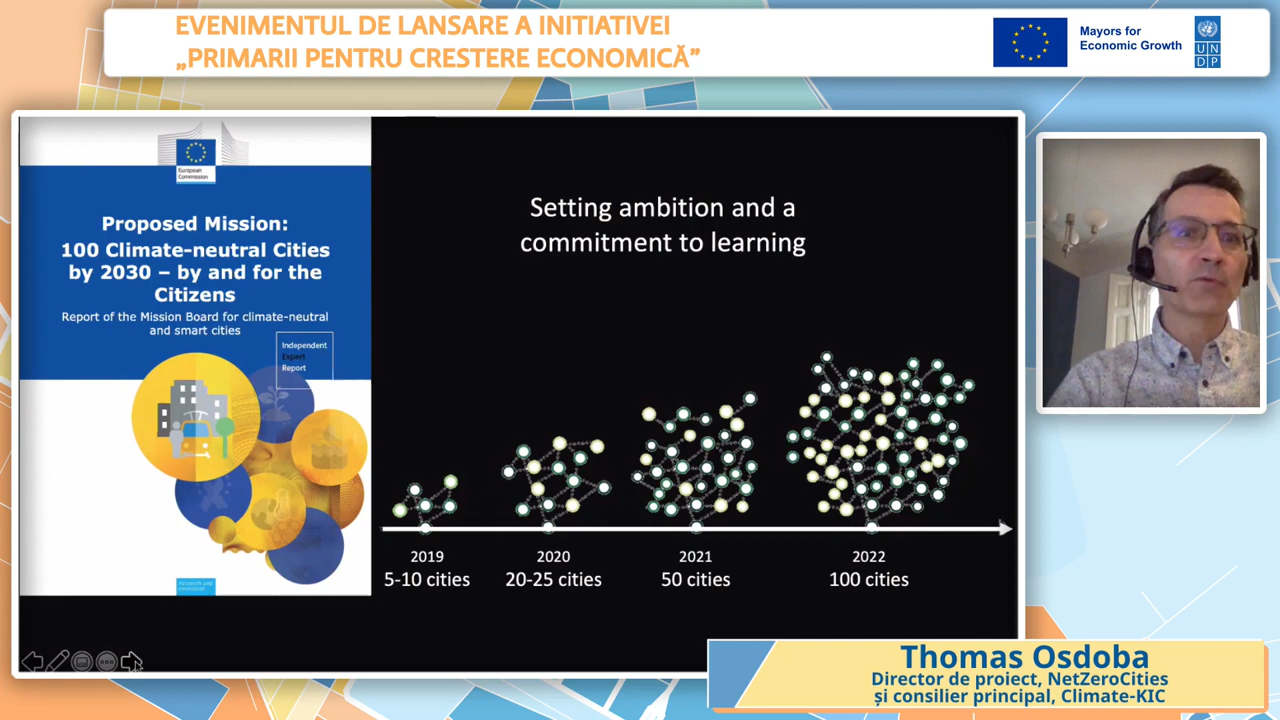 EVENIMENTUL DE LANSARE A INITIATIVEI
„PRIMARII PENTRU CRESTERE ECONOMICĂ”
Mayors for
Economic Growth
U N
D P
European
Commission
Proposed Mission:
100 Climate-neutral Cities
by 2030 – by and for the
Citizens
Report of the Mission Board for climate-neutral
and smart cities
Independent
Expert
Report
Research and
Innovation
Setting ambition and a
commitment to learning
2019
5-10 cities
2020
20-25 cities
2021
50 cities
2022
100 cities
Thomas Osdoba
Director de proiect, NetZeroCities
și consilier principal, Climate-KIC